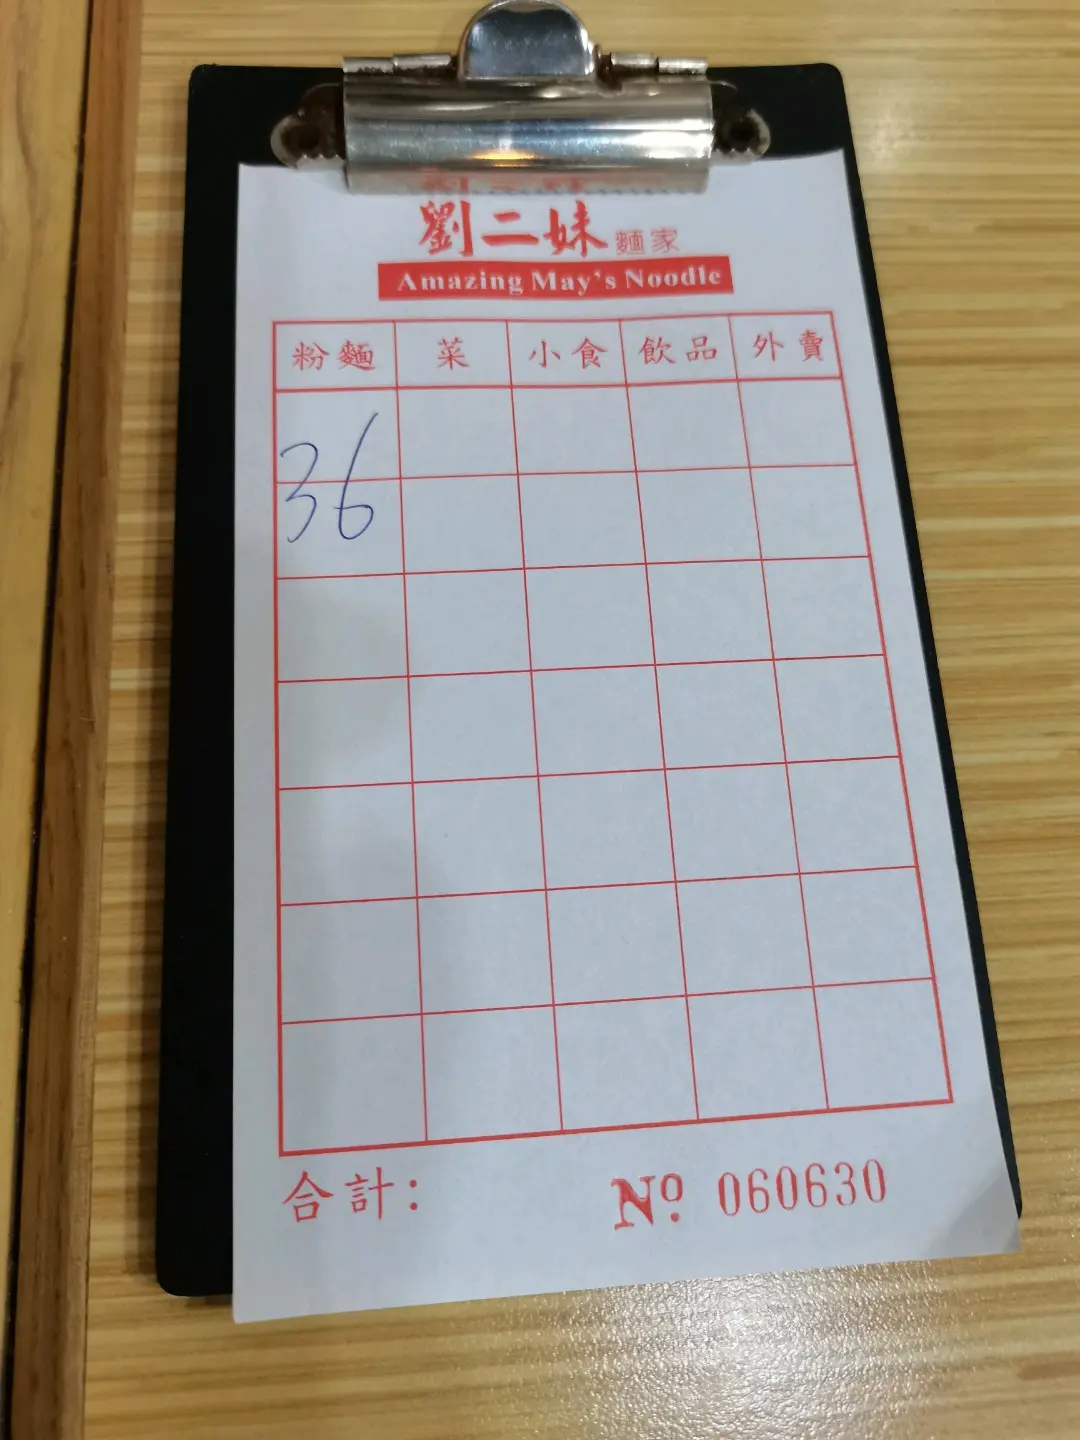 劉二妹 麵家
Amazing May's Noodle
粉麵 菜 小食 飲品 外賣
36
合計: Nº 060630